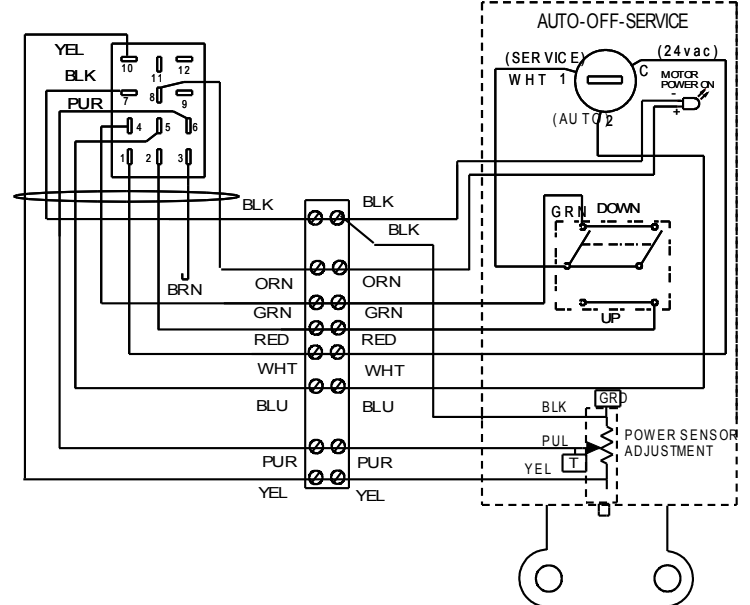 AUTO-OFF-SERVICE
YEL
10
11
12
(SERVICE)
(24vac)
BLK
WHT 1
C
MOTOR
POWER ON
7
8
9
-
+
PUR
4
5
6
(AUTO)2
1
2
3
BLK
BLK
GRN
DOWN
BLK
BRN
ORN
ORN
GRN
GRN
UP
RED
RED
WHT
WHT
BLU
BLU
GRD
BLK
PUL
POWER SENSOR
ADJUSTMENT
T
PUR
PUR
YEL
YEL
YEL